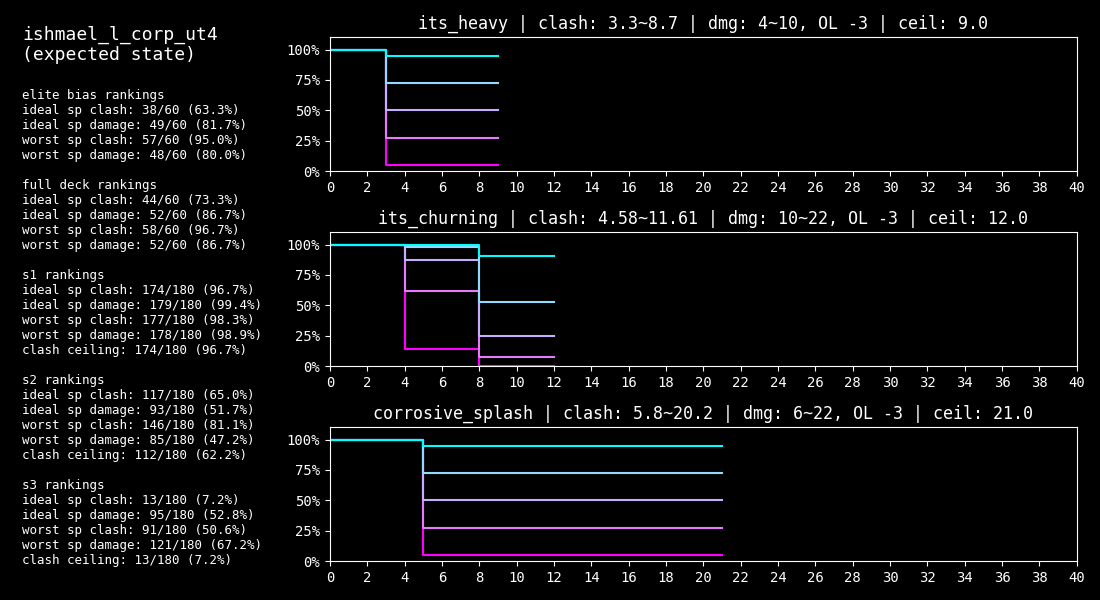 ishmael_l_corp_ut4
(expected state)
elite bias rankings
ideal sp clash: 38/60 (63.3%)
ideal sp damage: 49/60 (81.7%)
worst sp clash: 57/60 (95.0%)
worst sp damage: 48/60 (80.0%)
full deck rankings
ideal sp clash: 44/60 (73.3%)
ideal sp damage: 52/60 (86.7%)
worst sp clash: 58/60 (96.7%)
worst sp damage: 52/60 (86.7%)
s1 rankings
ideal sp clash: 174/180 (96.7%)
ideal sp damage: 179/180 (99.4%)
worst sp clash: 177/180 (98.3%)
worst sp damage: 178/180 (98.9%)
clash ceiling: 174/180 (96.7%)
s2 rankings
ideal sp clash: 117/180 (65.0%)
ideal sp damage: 93/180 (51.7%)
worst sp clash: 146/180 (81.1%)
worst sp damage: 85/180 (47.2%)
clash ceiling: 112/180 (62.2%)
s3 rankings
ideal sp clash: 13/180 (7.2%)
ideal sp damage: 95/180 (52.8%)
worst sp clash: 91/180 (50.6%)
worst sp damage: 121/180 (67.2%)
clash ceiling: 13/180 (7.2%)
its_heavy | clash: 3.3~8.7 | dmg: 4~10, OL -3 | ceil: 9.0
100%
75%
50%
25%
0%
0 2 4 6 8 10 12 14 16 18 20 22 24 26 28 30 32 34 36 38 40
its_churning | clash: 4.58~11.61 | dmg: 10~22, OL -3 | ceil: 12.0
100%
75%
50%
25%
0%
0 2 4 6 8 10 12 14 16 18 20 22 24 26 28 30 32 34 36 38 40
corrosive_splash | clash: 5.8~20.2 | dmg: 6~22, OL -3 | ceil: 21.0
100%
75%
50%
25%
0%
0 2 4 6 8 10 12 14 16 18 20 22 24 26 28 30 32 34 36 38 40